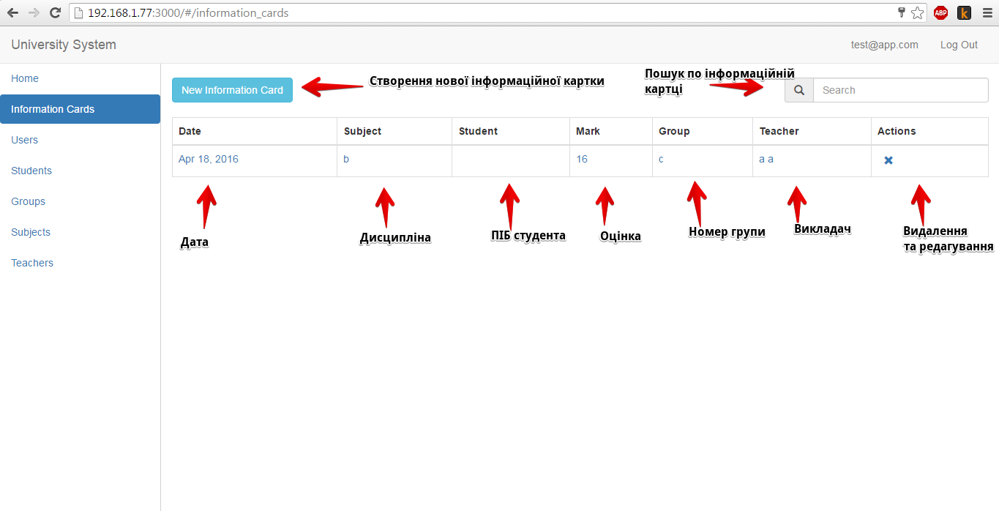 192.168.1.77:3000/#/information_cards
ABP
k
University System
test@app.com
Log Out
Home
Information Cards
Users
Students
Groups
Subjects
Teachers
New Information Card
Створення нової інформаційної картки
Пошук по інформаційній
картці
Search
Date Subject Student Mark Group Teacher Actions
Apr 18, 2016 b 16 c a a
Дата
Дисципліна
ПІБ студента
Оцінка
Номер групи
Викладач
Видалення
та редагування